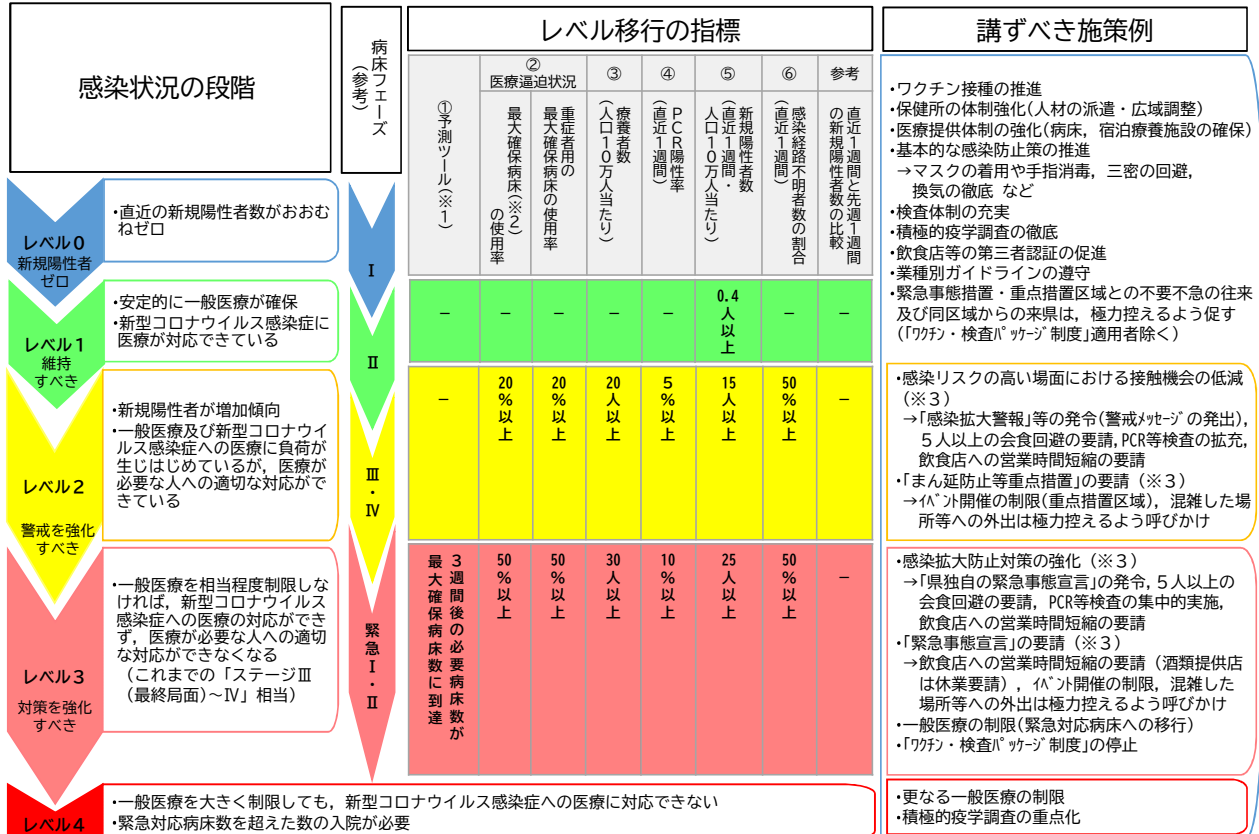 感染状況の段階
病床フェーズ
(参考)
レベル移行の指標
講ずべき施策例
①予測ツール(※1)
②
医療逼迫状況
最大確保病床(※2)
の使用率
重症者用の
最大確保病床の使用率
③
療養者数
(人口10万人当たり)
④
PCR陽性率
(直近1週間)
⑤
新規陽性者数
(直近1週間・
人口10万人当たり)
⑥
感染経路不明者数の割合
(直近1週間)
参考
直近1週間と先週1週間
の新規陽性者数の比較
レベル0
新規陽性者
ゼロ
・直近の新規陽性者数がおおむ
ねゼロ
Ⅰ
・ワクチン接種の推進
・保健所の体制強化(人材の派遣・広域調整)
・医療提供体制の強化(病床，宿泊療養施設の確保)
・基本的な感染防止策の推進
→マスクの着用や手指消毒，三密の回避，
換気の徹底 など
・検査体制の充実
・積極的疫学調査の徹底
・飲食店等の第三者認証の促進
・業種別ガイドラインの遵守
・緊急事態措置・重点措置区域との不要不急の往来
及び同区域からの来県は，極力控えるよう促す
(「ﾜｸﾁﾝ・検査ﾊﾟｯｹｰｼﾞ制度」適用者除く)
レベル1
維持
すべき
・安定的に一般医療が確保
・新型コロナウイルス感染症に
医療が対応できている
Ⅱ
－
－
－
－
－
0.4人以上
－
－
レベル2
警戒を強化
すべき
・新規陽性者が増加傾向
・一般医療及び新型コロナウイ
ルス感染症への医療に負荷が
生じはじめているが，医療が
必要な人への適切な対応がで
きている
Ⅲ・Ⅳ
－
20%以上
20%以上
20人以上
5%以上
15人以上
50%以上
－
・感染リスクの高い場面における接触機会の低減
(※3)
→「感染拡大警報」等の発令(警戒ﾒｯｾｰｼﾞの発出)，
5人以上の会食回避の要請，PCR等検査の拡充，
飲食店への営業時間短縮の要請
・「まん延防止等重点措置」の要請（※3）
→ｲﾍﾞﾝﾄ開催の制限(重点措置区域)，混雑した場
所等への外出は極力控えるよう呼びかけ
レベル3
対策を強化
すべき
・一般医療を相当程度制限しな
ければ，新型コロナウイルス
感染症への医療の対応ができ
ず，医療が必要な人への適切
な対応ができなくなる
（これまでの「ステージⅢ
(最終局面)～Ⅳ」相当）
緊急Ⅰ・Ⅱ
3週間後の必要病床数が
最大確保病床数に到達
50%以上
50%以上
30人以上
10%以上
25人以上
50%以上
－
・感染拡大防止対策の強化（※3）
→「県独自の緊急事態宣言」の発令，5人以上の
会食回避の要請，PCR等検査の集中的実施，
飲食店への営業時間短縮の要請
・「緊急事態宣言」の要請（※3）
→飲食店への営業時間短縮の要請（酒類提供店
は休業要請），ｲﾍﾞﾝﾄ開催の制限，混雑した
場所等への外出は極力控えるよう呼びかけ
・一般医療の制限(緊急対応病床への移行)
・「ﾜｸﾁﾝ・検査ﾊﾟｯｹｰｼﾞ制度」の停止
レベル4
・一般医療を大きく制限しても，新型コロナウイルス感染症への医療に対応できない
・緊急対応病床数を超えた数の入院が必要
・更なる一般医療の制限
・積極的疫学調査の重点化